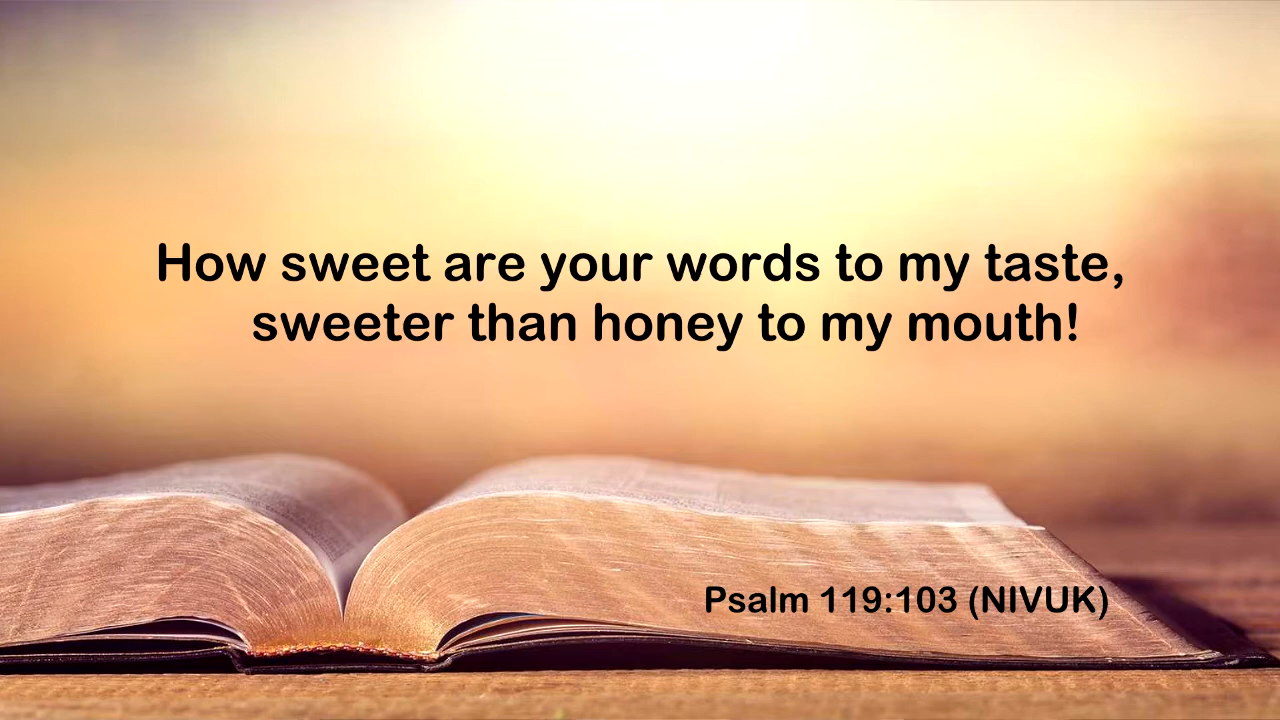 How sweet are your words to my taste,
sweeter than honey to my mouth!
Psalm 119:103 (NIVUK)